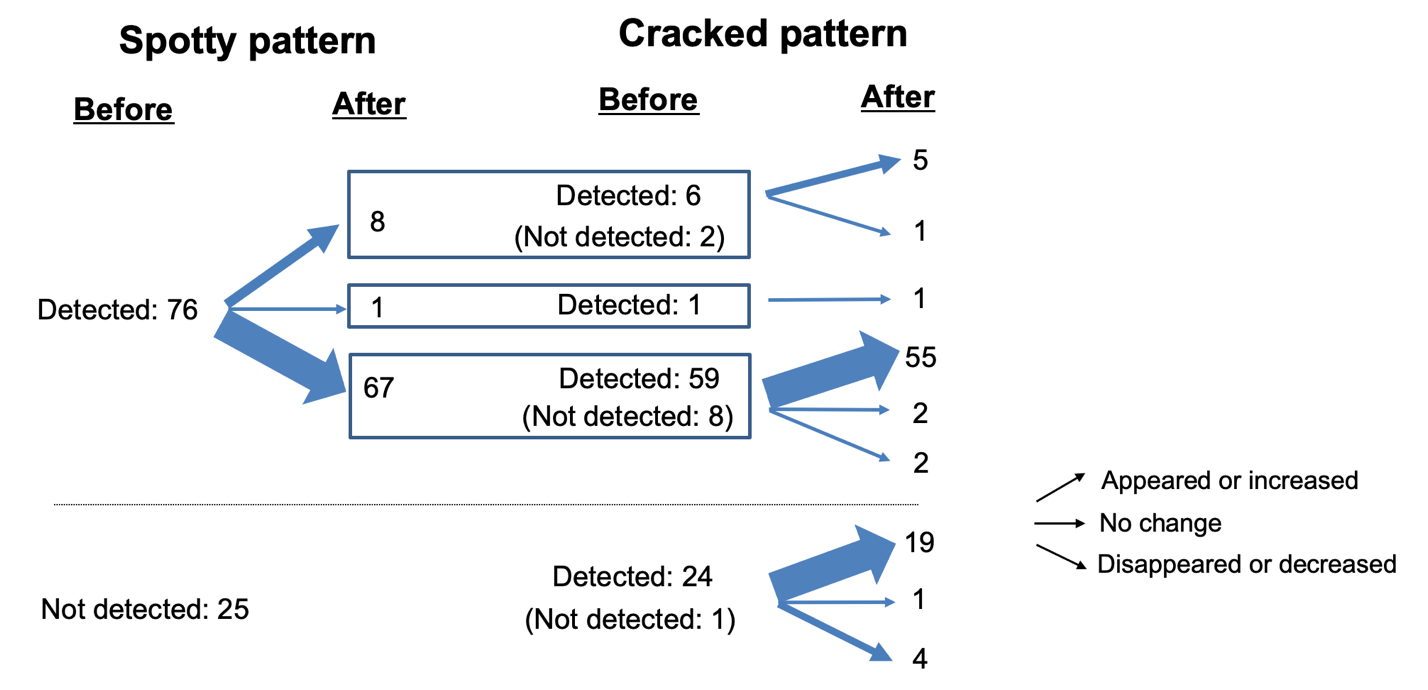 Spotty pattern
Cracked pattern
Before
After
Before
After
Detected: 76
8
Detected: 6
(Not detected: 2)
5
1
1
Detected: 1
1
67
Detected: 59
(Not detected: 8)
55
2
2
Not detected: 25
Detected: 24
(Not detected: 1)
19
1
4
Appeared or increased
No change
Disappeared or decreased